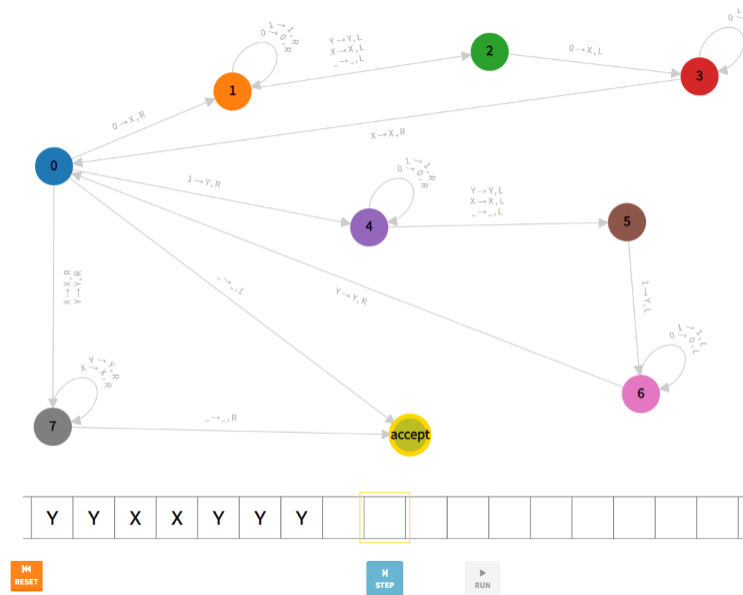 1→1,R
0→0,R
Y→Y,L
X→X,L
_→_,L
2
0→X,L
0→
3
1
0→X,R
X→X,R
0
1→Y,R
1→1,R
0→0,R
4
Y→Y,L
X→X,L
_→_,L
5
X→X,R
Y→Y,R
_→_,L
Y→Y,R
1→Y,L
1→1,L
0→0,L
6
Y→Y,R
X→X,R
7
_→_,R
accept
Y Y X X Y Y Y
RESET
STEP
RUN